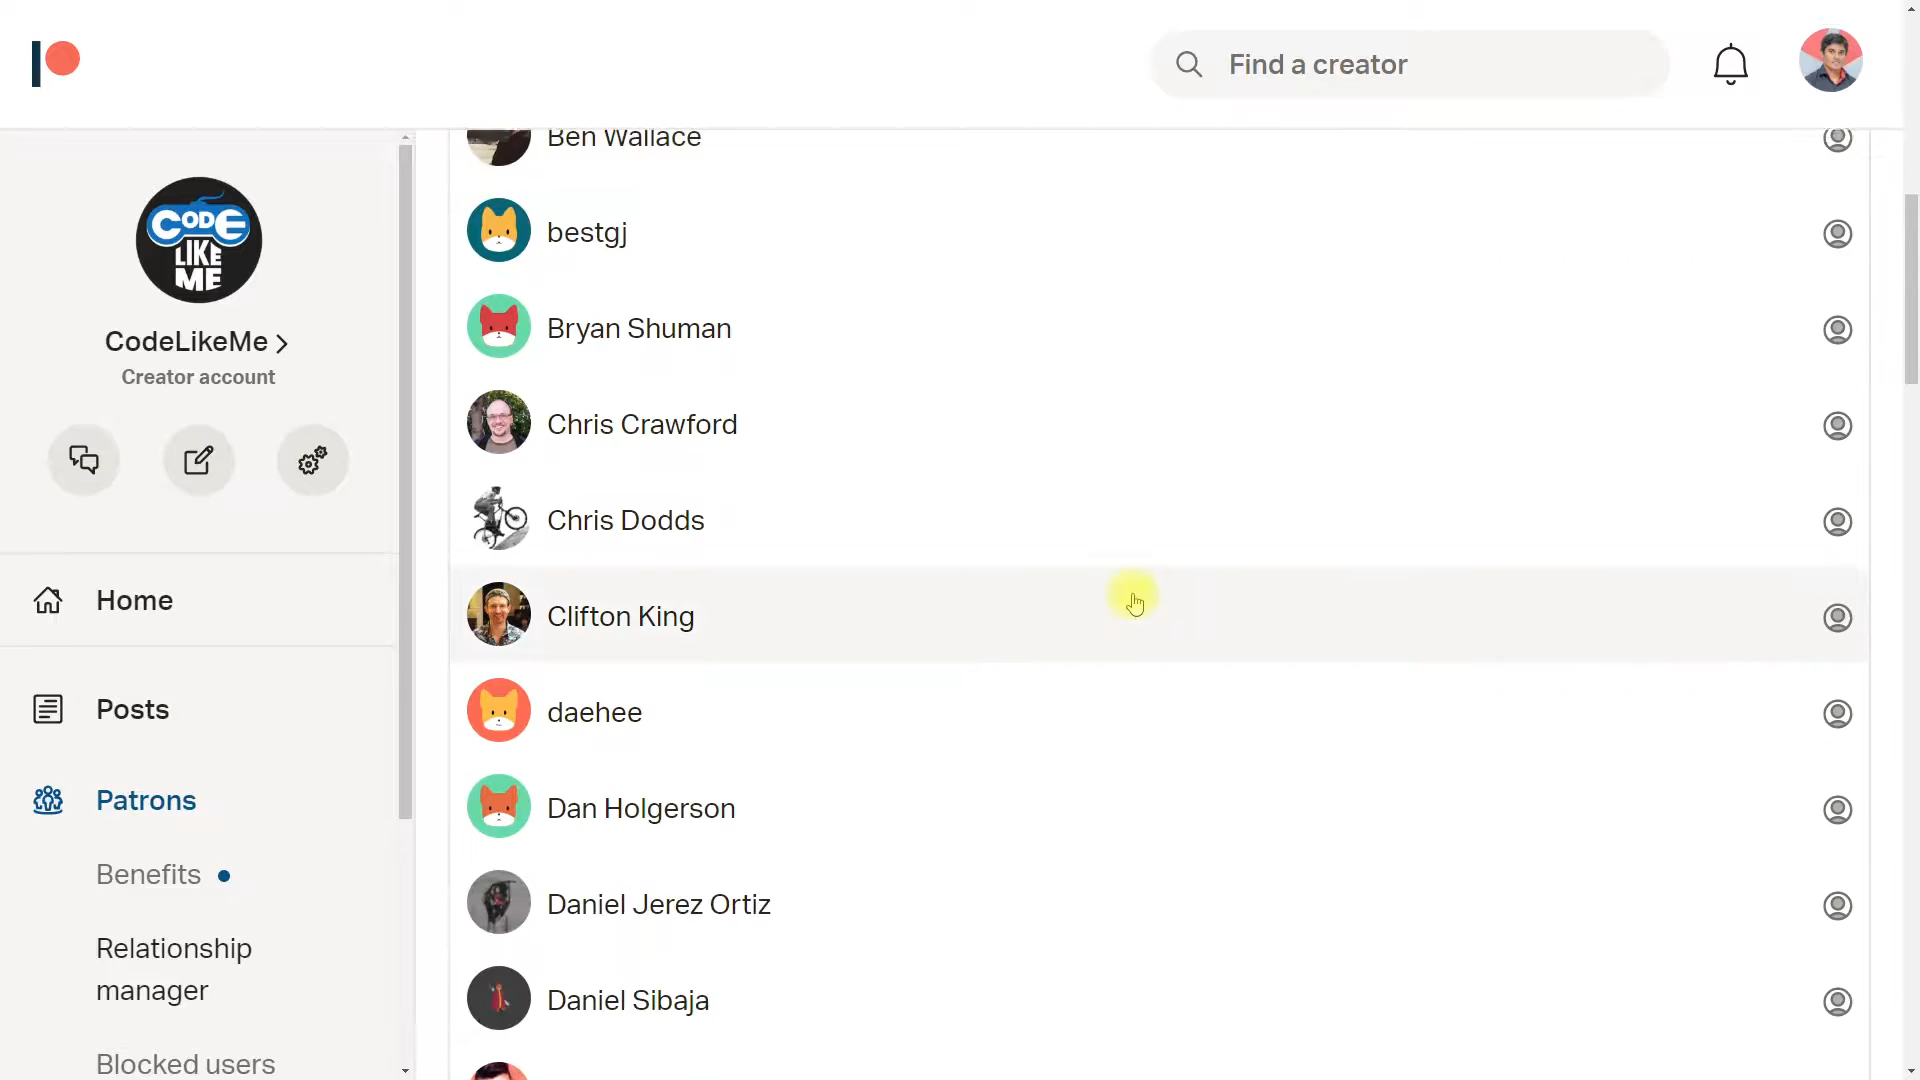 Find a creator
CODE
LIKE
ME
CodeLikeMe
Creator account
Home
Posts
Patrons
Benefits
Relationship
manager
Blocked users
Ben Wallace
bestgj
Bryan Shuman
Chris Crawford
Chris Dodds
Clifton King
daehee
Dan Holgerson
Daniel Jerez Ortiz
Daniel Sibaja